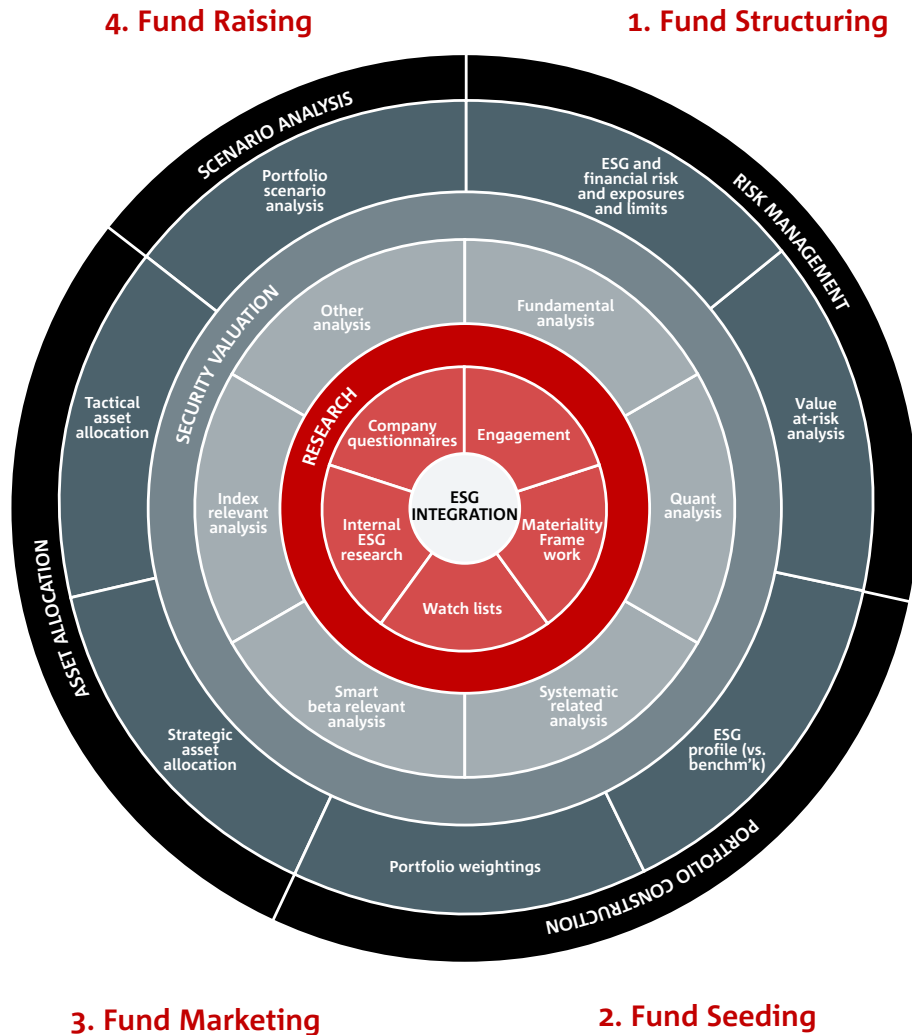 4. Fund Raising
1. Fund Structuring
SCENARIO ANALYSIS
RISK MANAGEMENT
Portfolio
scenario
analysis
ESG and
financial risk
and exposures
and limits
SECURITY VALUATION
Other
analysis
Fundamental
analysis
Tactical
asset
allocation
Value
at-risk
analysis
RESEARCH
Company
questionnaires
Engagement
Index
relevant
analysis
Internal
ESG
research
ESG
INTEGRATION
Materiality
Frame
work
Quant
analysis
Watch lists
ASSET ALLOCATION
Smart
beta relevant
analysis
Systematic
related
analysis
Strategic
asset
allocation
ESG
profile (vs.
benchm'k)
Portfolio weightings
PORTFOLIO CONSTRUCTION
3. Fund Marketing
2. Fund Seeding